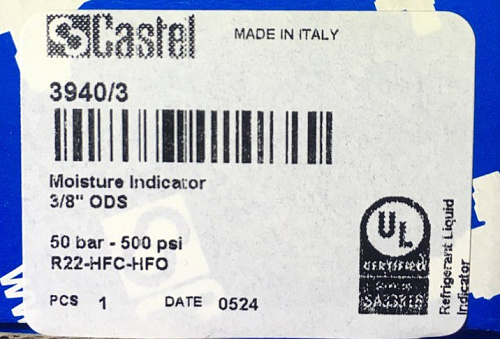 Castel
MADE IN ITALY
3940/3
Moisture Indicator
3/8" ODS
50 bar - 500 psi
R22-HFC-HFO
PCS 1 DATE 0524
UL
CERTIFIED
Refrigerant Liquid
Indicator